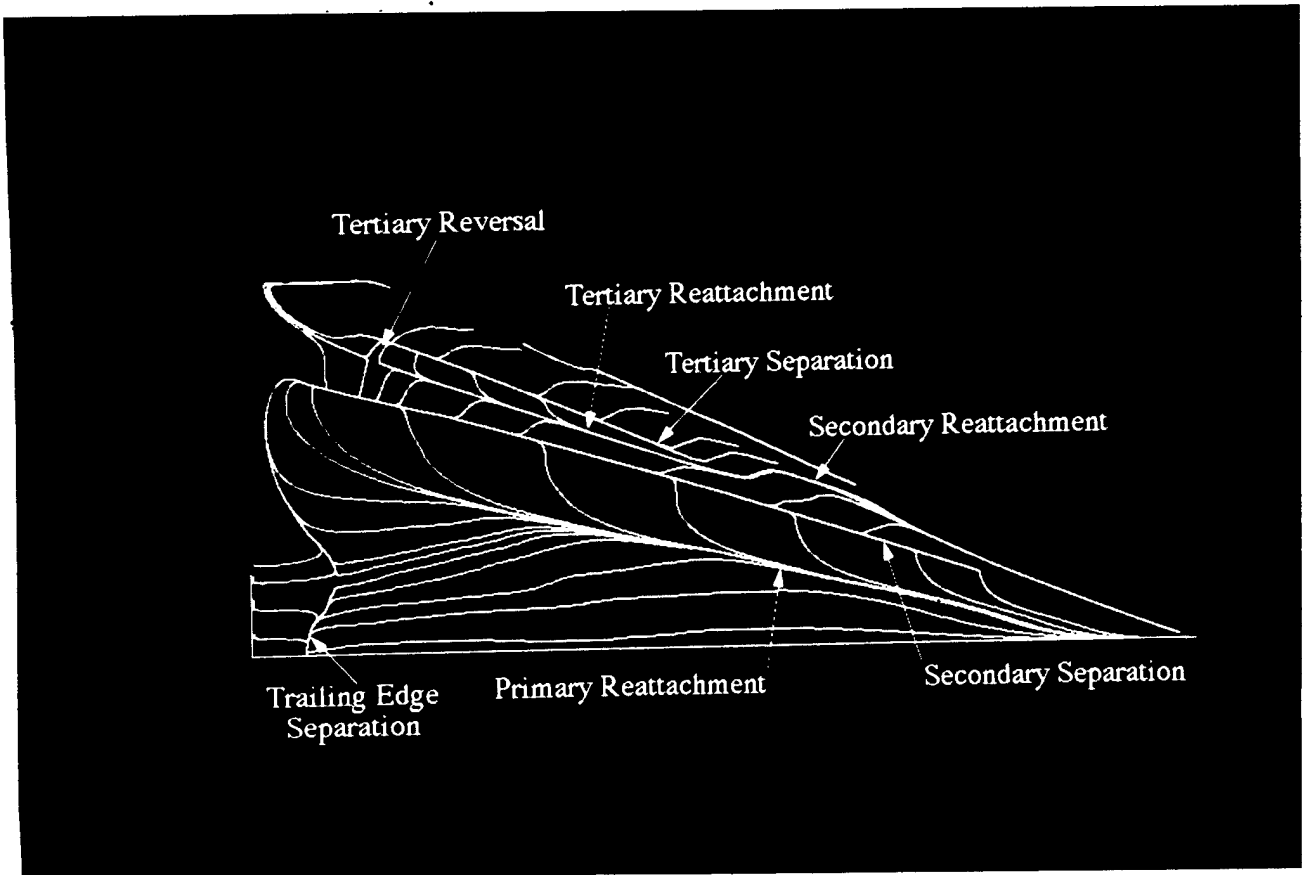 Tertiary Reversal
Tertiary Reattachment
Tertiary Separation
Secondary Reattachment
Secondary Separation
Primary Reattachment
Trailing Edge
Separation